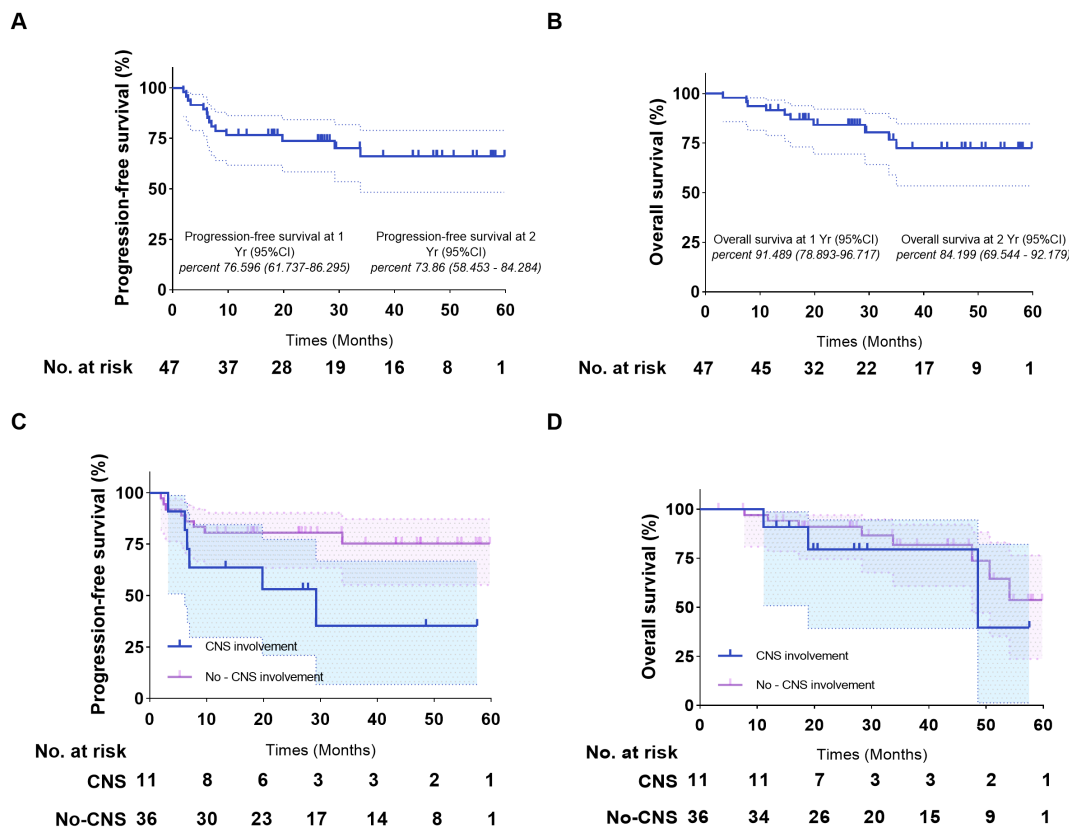 A
Progression-free survival (%)
100
75
50
25
0
Progression-free survival at 1
Yr (95%CI)
percent 76.596 (61.737-86.295)
Progression-free survival at 2
Yr (95%CI)
percent 73.86 (58.453 - 84.284)
0 10 20 30 40 50 60
Times (Months)
No. at risk 47 37 28 19 16 8 1
B
Overall survival (%)
100
75
50
25
0
Overall surviva at 1 Yr (95%CI)
percent 91.489 (78.893-96.717)
Overall surviva at 2 Yr (95%CI)
percent 84.199 (69.544 - 92.179)
0 10 20 30 40 50 60
Times (Months)
No. at risk 47 45 32 22 17 9 1
C
Progression-free survival (%)
100
75
50
25
0
CNS involvement
No - CNS involvement
0 10 20 30 40 50 60
Times (Months)
No. at risk
CNS 11 8 6 3 3 2 1
No-CNS 36 30 23 17 14 8 1
D
Overall survival (%)
100
75
50
25
0
CNS involvement
No - CNS involvement
0 10 20 30 40 50 60
Times (Months)
No. at risk
CNS 11 11 7 3 3 2 1
No-CNS 36 34 26 20 15 9 1